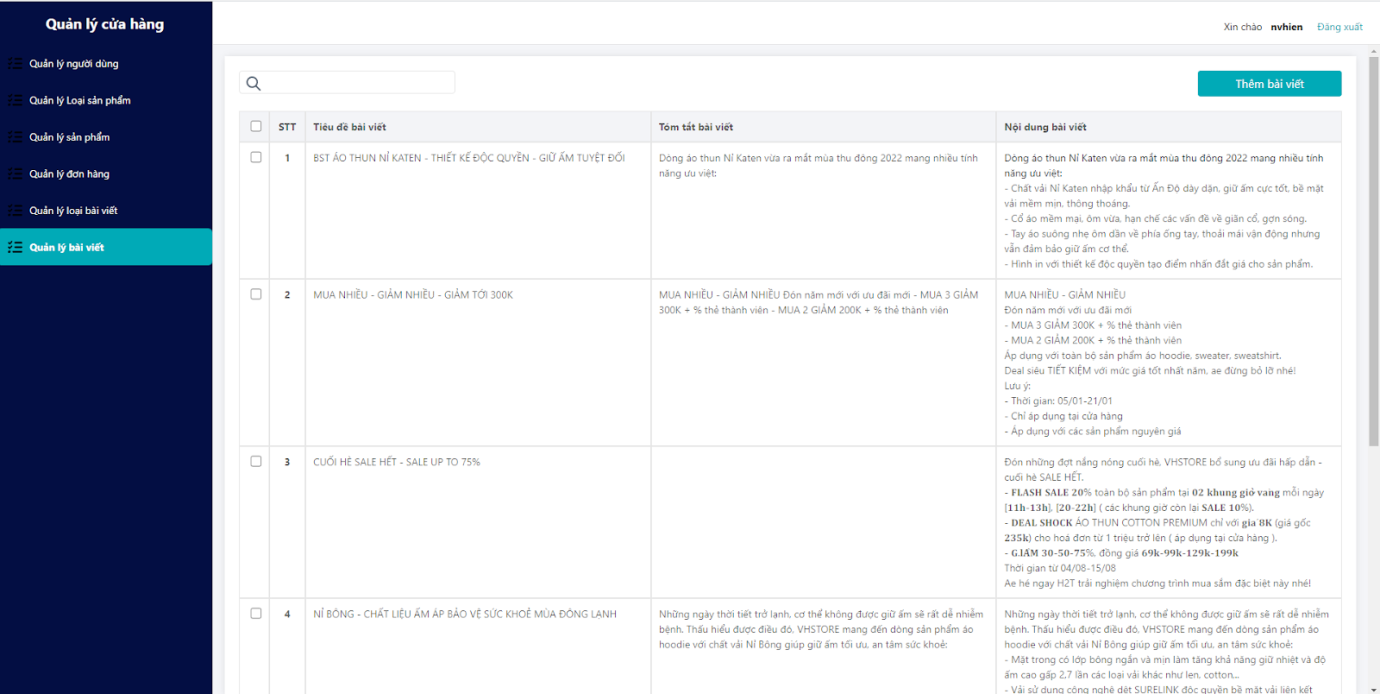 Quản lý cửa hàng
Xin chào nvhien Đăng xuất
Quản lý người dùng
Quản lý Loại sản phẩm
Quản lý sản phẩm
Quản lý đơn hàng
Quản lý loại bài viết
Quản lý bài viết
Thêm bài viết
STT Tiêu đề bài viết Tóm tắt bài viết Nội dung bài viết
1 BST ÁO THUN NỈ KATEN - THIẾT KẾ ĐỘC QUYỀN - GIỮ ẤM TUYỆT ĐỐI
Dòng áo thun Nỉ Katen vừa ra mắt mùa thu đông 2022 mang nhiều tính
năng ưu việt:
Dòng áo thun Nỉ Katen vừa ra mắt mùa thu đông 2022 mang nhiều tính
năng ưu việt:
- Chất vải Nỉ Katen nhập khẩu từ Ấn Độ dày dặn, giữ ấm cực tốt, bề mặt
vải mềm mịn, thông thoáng.
- Cổ áo mềm mại, ôm vừa, hạn chế các vấn đề về giãn cổ, gợn sóng.
- Tay áo suông nhẹ ôm dần về phía ống tay, thoải mái vận động nhưng
vẫn đảm bảo giữ ấm cơ thể.
- Hình in với thiết kế độc quyền tạo điểm nhấn đắt giá cho sản phẩm.
2 MUA NHIỀU - GIẢM NHIỀU - GIẢM TỚI 300K
MUA NHIỀU - GIẢM NHIỀU Đón năm mới với ưu đãi mới - MUA 3 GIẢM
300K + % thẻ thành viên - MUA 2 GIẢM 200K + % thẻ thành viên
MUA NHIỀU - GIẢM NHIỀU
Đón năm mới với ưu đãi mới
- MUA 3 GIẢM 300K + % thẻ thành viên
- MUA 2 GIẢM 200K + % thẻ thành viên
Áp dụng với toàn bộ sản phẩm áo hoodie, sweater, sweatshirt.
Deal siêu TIẾT KIỆM với mức giá tốt nhất năm, ae đừng bỏ lỡ nhé!
Lưu ý:
- Thời gian: 05/01-21/01
- Chỉ áp dụng tại cửa hàng
- Áp dụng với các sản phẩm nguyên giá
3 CUỐI HÈ SALE HẾT - SALE UP TO 75%
Đón những đợt nắng nóng cuối hè, VHSTORE bổ sung ưu đãi hấp dẫn -
cuối hè SALE HẾT.
- FLASH SALE 20% toàn bộ sản phẩm tại 02 khung giờ vàng mỗi ngày
[11h-13h], [20-22h] ( các khung giờ còn lại SALE 10%).
- DEAL SHOCK ÁO THUN COTTON PREMIUM chỉ với giá 8K (giá gốc
235k) cho hoá đơn từ 1 triệu trở lên ( áp dụng tại cửa hàng ).
- GIẢM 30-50-75%, đồng giá 69k-99k-129k-199k
Thời gian từ 04/08-15/08
Ae hé ngay H2T trải nghiệm chương trình mua sắm đặc biệt này nhé!
4 NỈ BÔNG - CHẤT LIỆU ẤM ÁP BẢO VỆ SỨC KHOẺ MÙA ĐÔNG LẠNH
Những ngày thời tiết trở lạnh, cơ thể không được giữ ấm sẽ rất dễ nhiễm
bệnh. Thấu hiểu được điều đó, VHSTORE mang đến dòng sản phẩm áo
hoodie với chất vải Nỉ Bông giúp giữ ấm tối ưu, an tâm sức khoẻ:
Những ngày thời tiết trở lạnh, cơ thể không được giữ ấm sẽ rất dễ nhiễm
bệnh. Thấu hiểu được điều đó, VHSTORE mang đến dòng sản phẩm áo
hoodie với chất vải Nỉ Bông giúp giữ ấm tối ưu, an tâm sức khoẻ:
- Mặt trong có lớp bông ngắn và mịn làm tăng khả năng giữ nhiệt và độ
ấm cao gấp 2,7 lần các loại vải khác như len, cotton...
- Vải sử dụng công nghệ dệt SURELINK độc quyền bề mặt vải liên kết